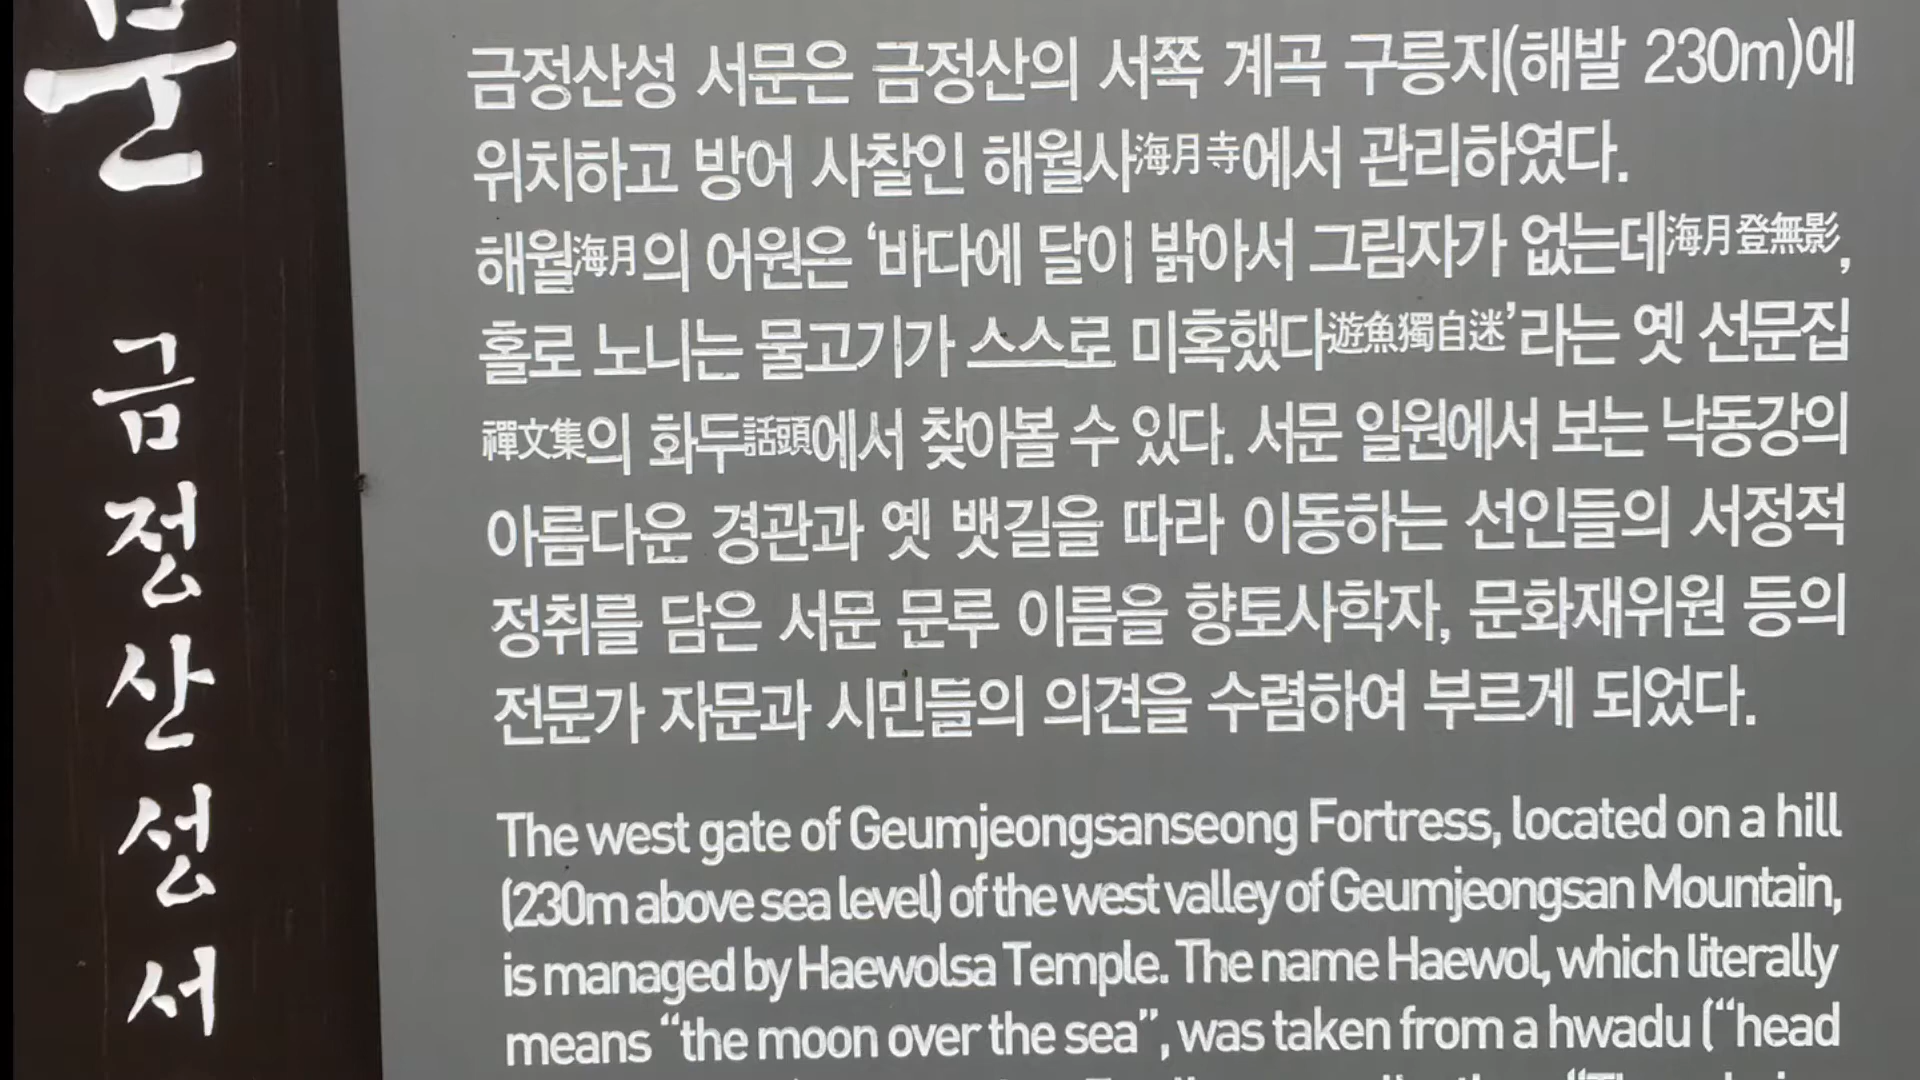 문
금정산성서
금정산성 서문은 금정산의 서쪽 계곡 구릉지(해발 230m)에
위치하고 방어 사찰인 해월사海月寺에서 관리하였다.
해월海月의 어원은 ‘바다에 달이 밝아서 그림자가 없는데海月登無影,
홀로 노니는 물고기가 스스로 미혹했다遊魚獨自迷’라는 옛 선문집
禪文集의 화두話頭에서 찾아볼 수 있다. 서문 일원에서 보는 낙동강의
아름다운 경관과 옛 뱃길을 따라 이동하는 선인들의 서정적
정취를 담은 서문 문루 이름을 향토사학자, 문화재위원 등의
전문가 자문과 시민들의 의견을 수렴하여 부르게 되었다.
The west gate of Geumjeongsanseong Fortress, located on a hill
(230m above sea level) of the west valley of Geumjeongsan Mountain,
is managed by Haewolsa Temple. The name Haewol, which literally
means “the moon over the sea”, was taken from a hwadu (“head